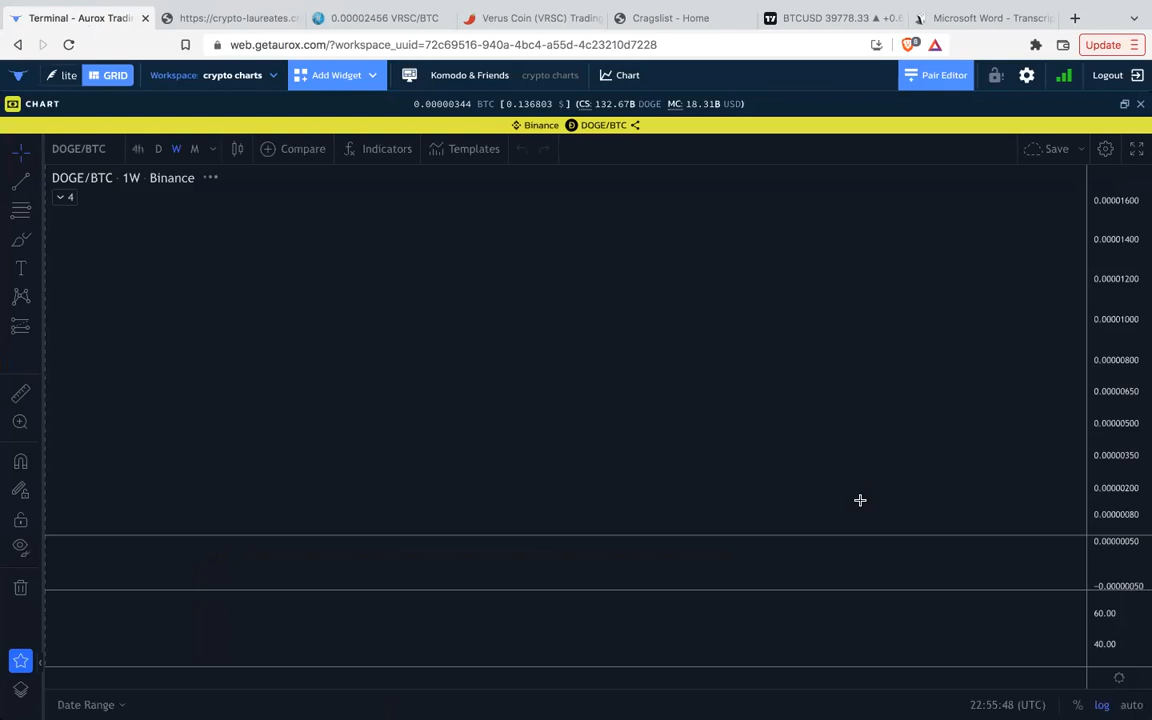 Terminal - Aurox Tradi
https://crypto-laureates.c
0.00002456 VRSC/BTC
Verus Coin (VRSC) Trading
Cragslist - Home
BTCUSD 39778.33 ▲ +0.6
Microsoft Word - Transcrip
web.getaurox.com/?workspace_uuid=72c69516-940a-4bc4-a55d-4c23210d7228
Update
lite
GRID
Workspace: crypto charts
Add Widget
Komodo & Friends
crypto charts
Chart
Pair Editor
Logout
CHART
0.00000344 BTC [0.136803 $] (CS: 132.67B DOGE MC: 18.31B USD)
Binance DOGE/BTC
DOGE/BTC
4h D W M
Compare
Indicators
Templates
Save
DOGE/BTC · 1W · Binance
4
0.00001600
0.00001400
0.00001200
0.00001000
0.00000800
0.00000650
0.00000500
0.00000350
0.00000200
0.00000080
0.00000050
−0.00000050
60.00
40.00
Date Range
22:55:48 (UTC)
% log auto